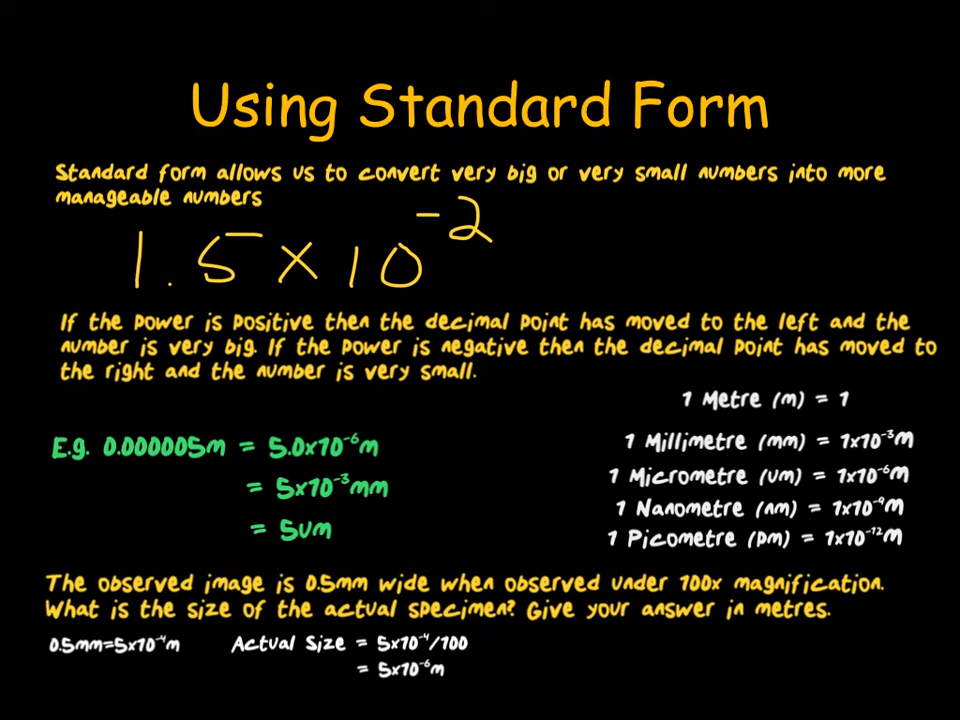 Using Standard Form
Standard form allows us to convert very big or very small numbers into more
manageable numbers
1.5 × 10⁻²
If the power is positive then the decimal point has moved to the left and the
number is very big. If the power is negative then the decimal point has moved to
the right and the number is very small.
1 Metre (m) = 1
E.g. 0.000005m = 5.0x10⁻⁶m
= 5x10⁻³mm
= 5um
1 Millimetre (mm) = 1x10⁻³m
1 Micrometre (um) = 1x10⁻⁶m
1 Nanometre (nm) = 1x10⁻⁹m
1 Picometre (pm) = 1x10⁻¹²m
The observed image is 0.5mm wide when observed under 100x magnification.
What is the size of the actual specimen? Give your answer in metres.
0.5mm=5x10⁻⁴m
Actual Size = 5x10⁻⁴/100
= 5x10⁻⁶m